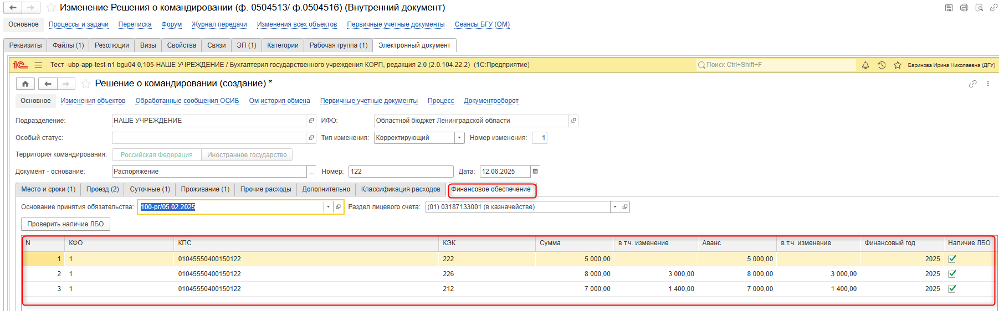 Изменение Решения о командировании (ф. 0504513/ ф.0504516) (Внутренний документ)
Основное Процессы и задачи Переписка Форум Журнал передачи Изменения всех объектов Первичные учетные документы Сеансы БГУ (ОМ)
Реквизиты Файлы (1) Резолюции Визы Свойства Связи ЭП (1) Категории Рабочая группа (1) Электронный документ
1С Тест -ubp-app-test-n1 bgu04 0,105-НАШЕ УЧРЕЖДЕНИЕ / Бухгалтерия государственного учреждения КОРП, редакция 2.0 (2.0.104.22.2) (1С:Предприятие) Поиск Ctrl+Shift+F Баринова Ирина Николаевна (ДГУ)
Решение о командировании (создание) *
Основное Изменения объектов Обработанные сообщения ОСИБ Ом история обмена Первичные учетные документы Процесс Документооборот
Подразделение: НАШЕ УЧРЕЖДЕНИЕ ИФО: Областной бюджет Ленинградской области
Особый статус: Тип изменения: Корректирующий Номер изменения: 1
Территория командирования: Российская Федерация Иностранное государство
Документ - основание: Распоряжение ... Номер: 122 Дата: 12.06.2025
Место и сроки (1) Проезд (2) Суточные (1) Проживание (1) Прочие расходы Дополнительно Классификация расходов Финансовое обеспечение
Основание принятия обязательства: 100-рг/05.02.2025 Раздел лицевого счета: (01) 03187133001 (в казначействе)
Проверить наличие ЛБО
N КФО КПС КЭК Сумма в т.ч. изменение Аванс в т.ч. изменение Финансовый год Наличие ЛБО
1 1 01045550400150122 222 5 000,00 5 000,00 2025
2 1 01045550400150122 226 8 000,00 3 000,00 8 000,00 3 000,00 2025
3 1 01045550400150122 212 7 000,00 1 400,00 7 000,00 1 400,00 2025